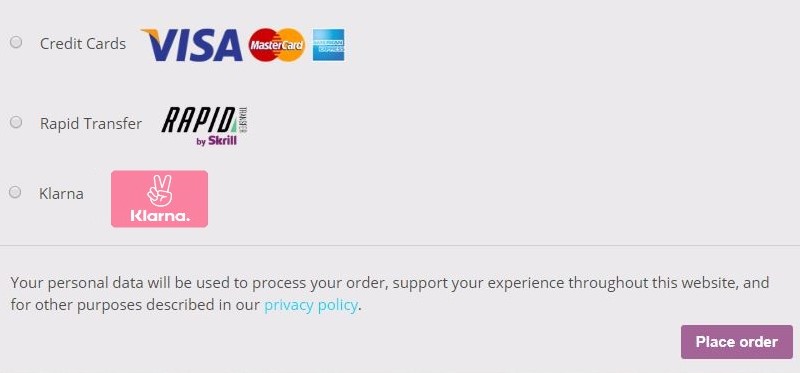 Credit Cards VISA MasterCard AMERICAN EXPRESS
Rapid Transfer RAPID TRANSFER
by Skrill
Klarna
Klarna.
Your personal data will be used to process your order, support your experience throughout this website, and
for other purposes described in our privacy policy.
Place order